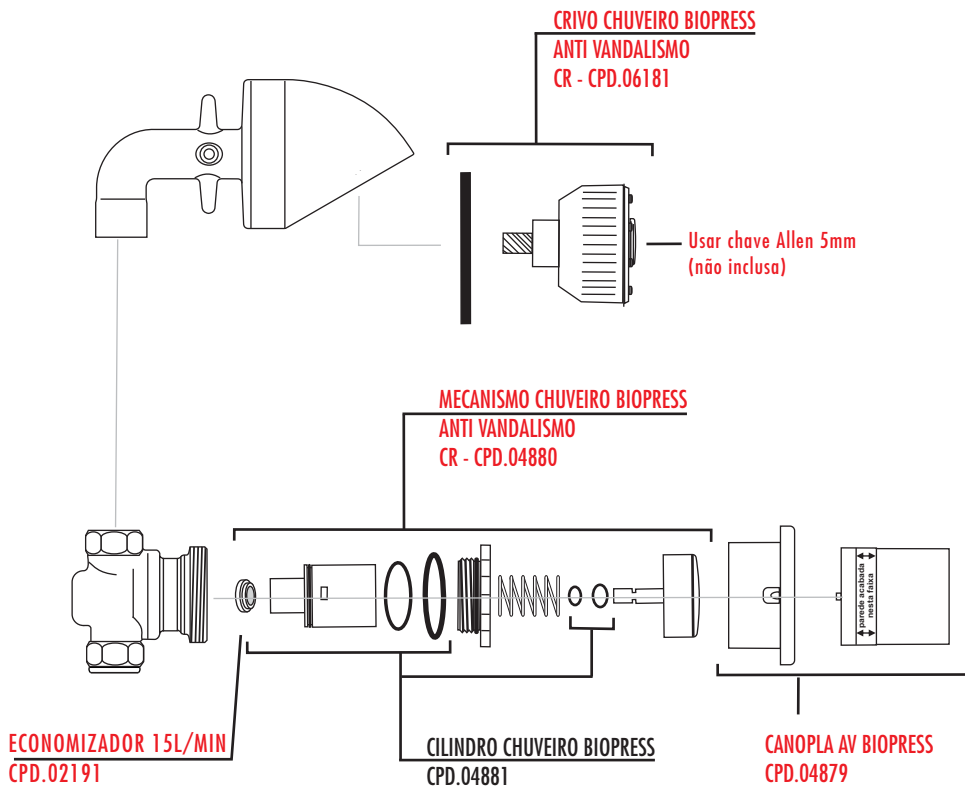 CRIVO CHUVEIRO BIOPRESS
ANTI VANDALISMO
CR - CPD.06181
Usar chave Allen 5mm
(não inclusa)
MECANISMO CHUVEIRO BIOPRESS
ANTI VANDALISMO
CR - CPD.04880
parede acabada
nesta faixa
ECONOMIZADOR 15L/MIN
CPD.02191
CILINDRO CHUVEIRO BIOPRESS
CPD.04881
CANOPLA AV BIOPRESS
CPD.04879